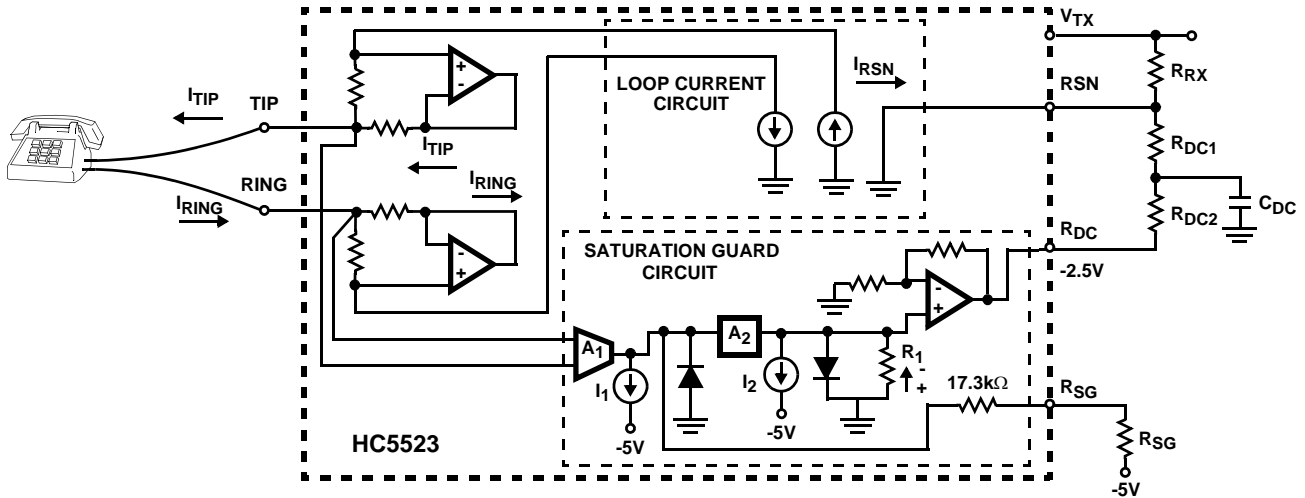 V_TX
R_RX
I_RSN
RSN
LOOP CURRENT
CIRCUIT
I_TIP
TIP
+
-
I_TIP
R_DC1
C_DC
R_DC2
I_RING
RING
I_RING
R_DC
-2.5V
SATURATION GUARD
CIRCUIT
-
+
-
+
A_1
A_2
R_1
-
+
I_1
I_2
17.3kΩ
R_SG
-5V
-5V
R_SG
-5V
HC5523